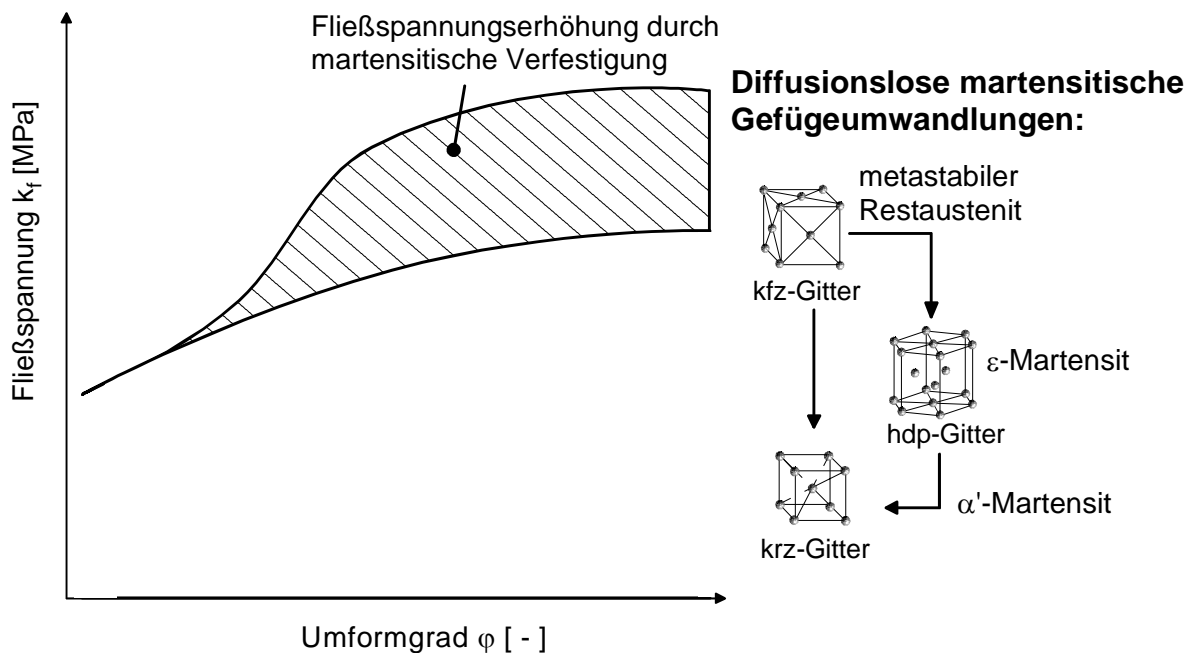 Fließspannungserhöhung durch
martensitische Verfestigung
Fließspannung kf [MPa]
Umformgrad φ [ - ]
Diffusionslose martensitische
Gefügeumwandlungen:
metastabiler
Restaustenit
kfz-Gitter
ε-Martensit
hdp-Gitter
α'-Martensit
krz-Gitter